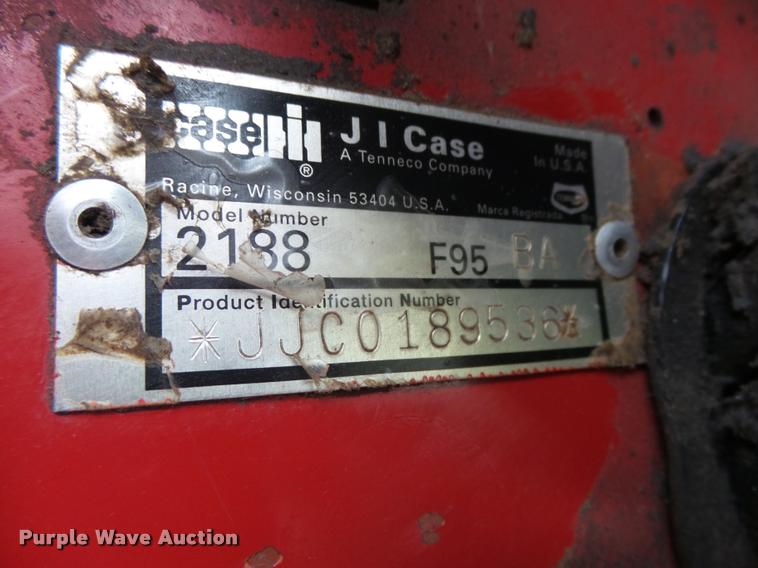 case IH
®
J I Case
A Tenneco Company
Made
In U.S.A.
Racine, Wisconsin 53404 U.S.A.
Marca Registrada
Model Number
2188 F95 BA
Product Identification Number
*JJC0189536*
Purple Wave Auction